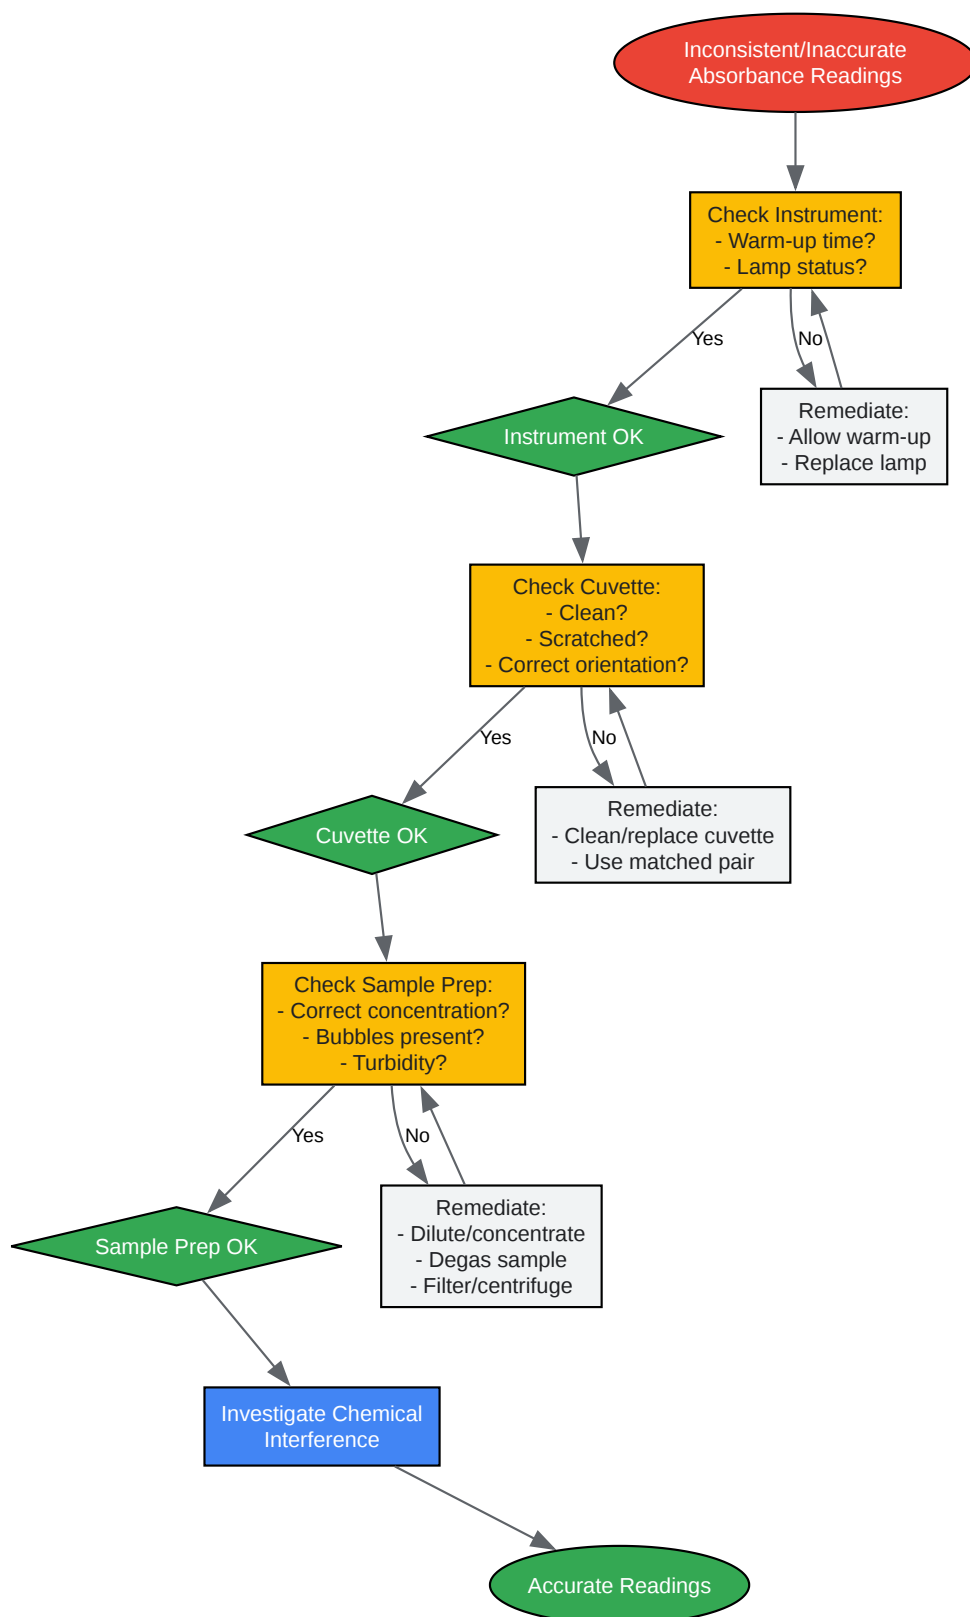 Inconsistent/Inaccurate
Absorbance Readings
Check Instrument:
- Warm-up time?
- Lamp status?
Yes
No
Remediate:
- Allow warm-up
- Replace lamp
Instrument OK
Check Cuvette:
- Clean?
- Scratched?
- Correct orientation?
Yes
No
Remediate:
- Clean/replace cuvette
- Use matched pair
Cuvette OK
Check Sample Prep:
- Correct concentration?
- Bubbles present?
- Turbidity?
Yes
No
Remediate:
- Dilute/concentrate
- Degas sample
- Filter/centrifuge
Sample Prep OK
Investigate Chemical
Interference
Accurate Readings